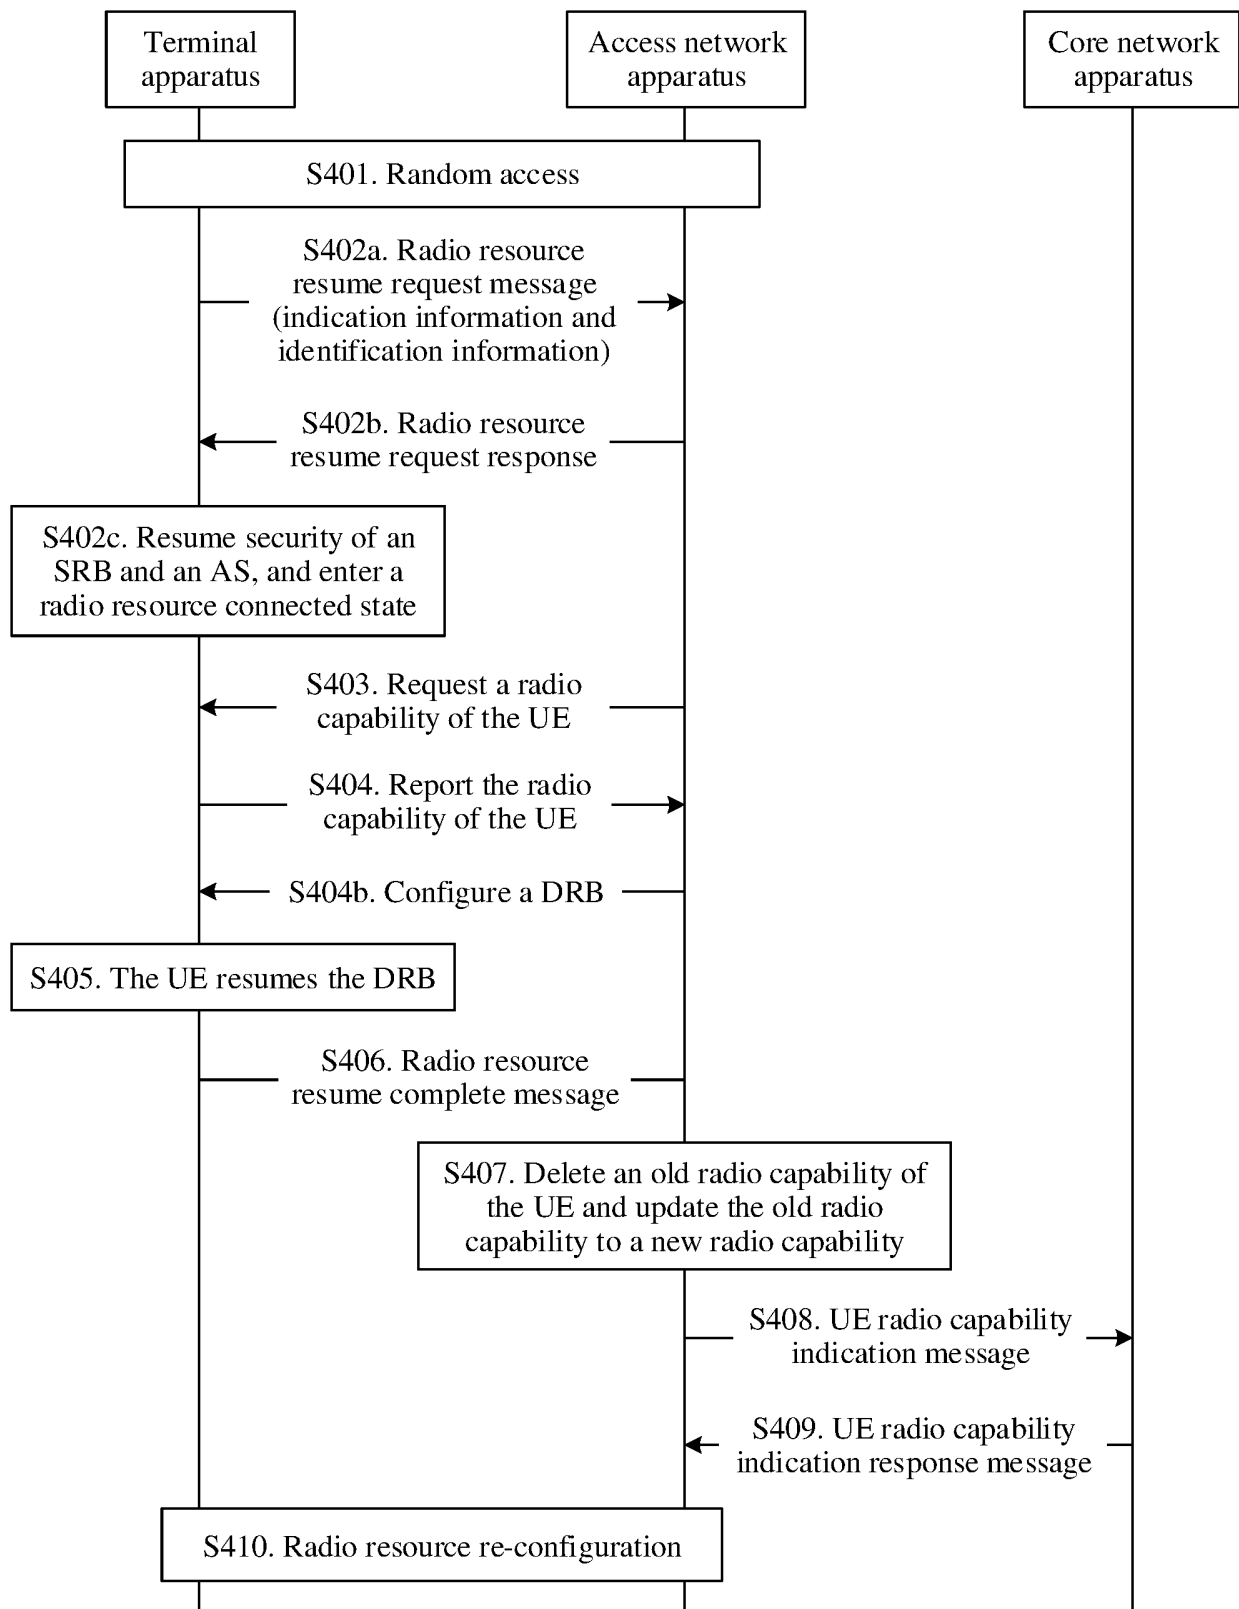 Terminal
apparatus
Access network
apparatus
Core network
apparatus
S401. Random access
S402a. Radio resource
resume request message
(indication information and
identification information)
S402b. Radio resource
resume request response
S402c. Resume security of an
SRB and an AS, and enter a
radio resource connected state
S403. Request a radio
capability of the UE
S404. Report the radio
capability of the UE
S404b. Configure a DRB
S405. The UE resumes the DRB
S406. Radio resource
resume complete message
S407. Delete an old radio capability of
the UE and update the old radio
capability to a new radio capability
S408. UE radio capability
indication message
S409. UE radio capability
indication response message
S410. Radio resource re-configuration